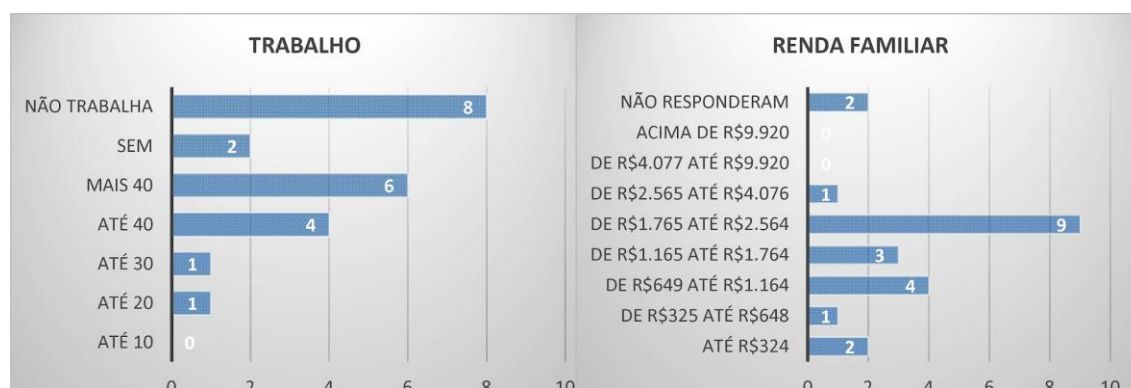 TRABALHO
NÃO TRABALHA 8
SEM 2
MAIS 40 6
ATÉ 40 4
ATÉ 30 1
ATÉ 20 1
ATÉ 10 0
0 2 4 6 8 10
RENDA FAMILIAR
NÃO RESPONDERAM 2
ACIMA DE R$9.920 0
DE R$4.077 ATÉ R$9.920 0
DE R$2.565 ATÉ R$4.076 1
DE R$1.765 ATÉ R$2.564 9
DE R$1.165 ATÉ R$1.764 3
DE R$649 ATÉ R$1.164 4
DE R$325 ATÉ R$648 1
ATÉ R$324 2
0 2 4 6 8 10